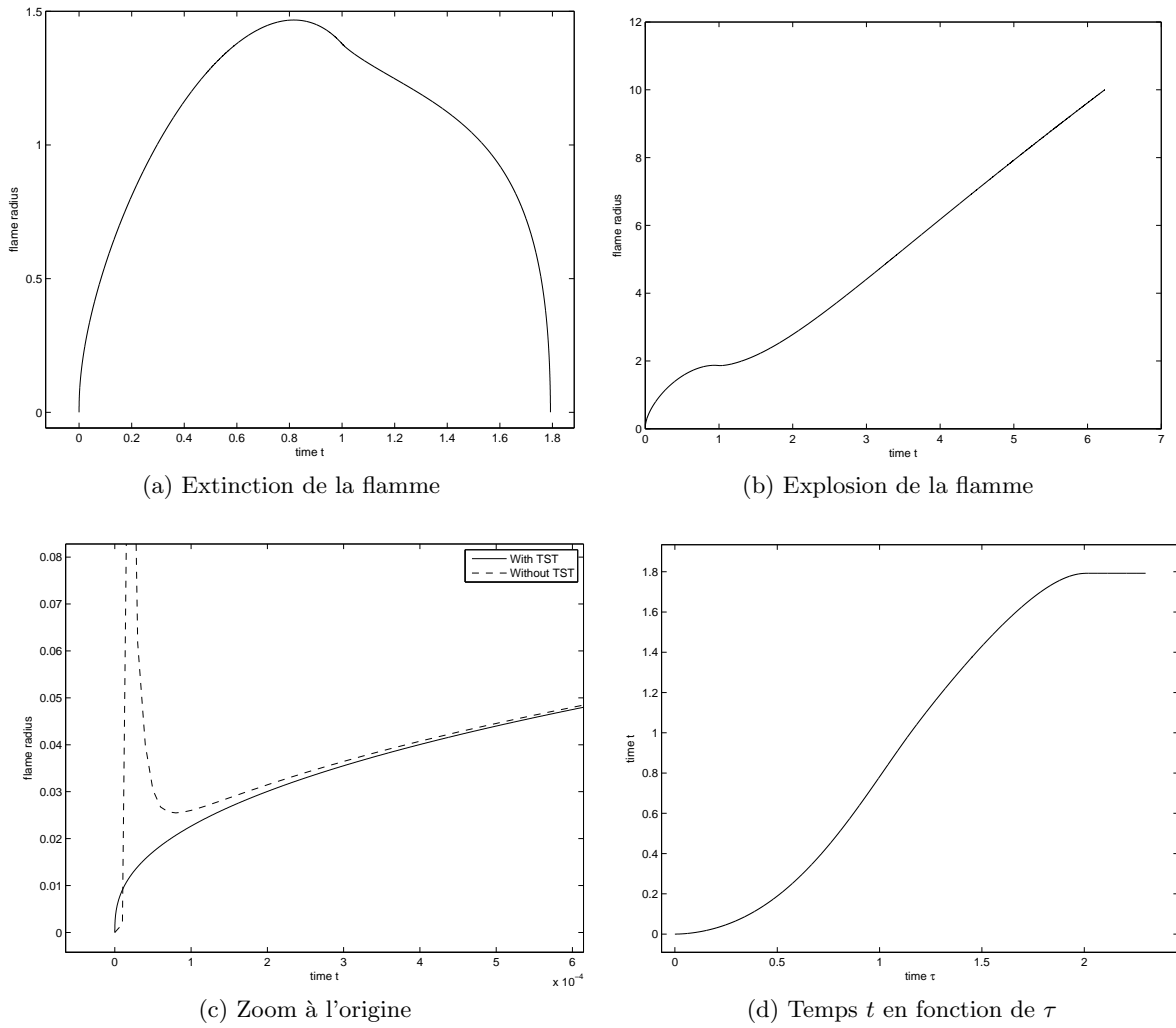 1.5
1
0.5
0
flame radius
0 0.2 0.4 0.6 0.8 1 1.2 1.4 1.6 1.8
time t
(a) Extinction de la flamme
12
10
8
6
4
2
0
flame radius
0 1 2 3 4 5 6 7
time t
(b) Explosion de la flamme
With TST
Without TST
0.08
0.07
0.06
0.05
0.04
0.03
0.02
0.01
0
flame radius
0 1 2 3 4 5 6
time t
x 10⁻⁴
(c) Zoom à l'origine
1.8
1.6
1.4
1.2
1
0.8
0.6
0.4
0.2
0
time t
0 0.5 1 1.5 2
time τ
(d) Temps t en fonction de τ